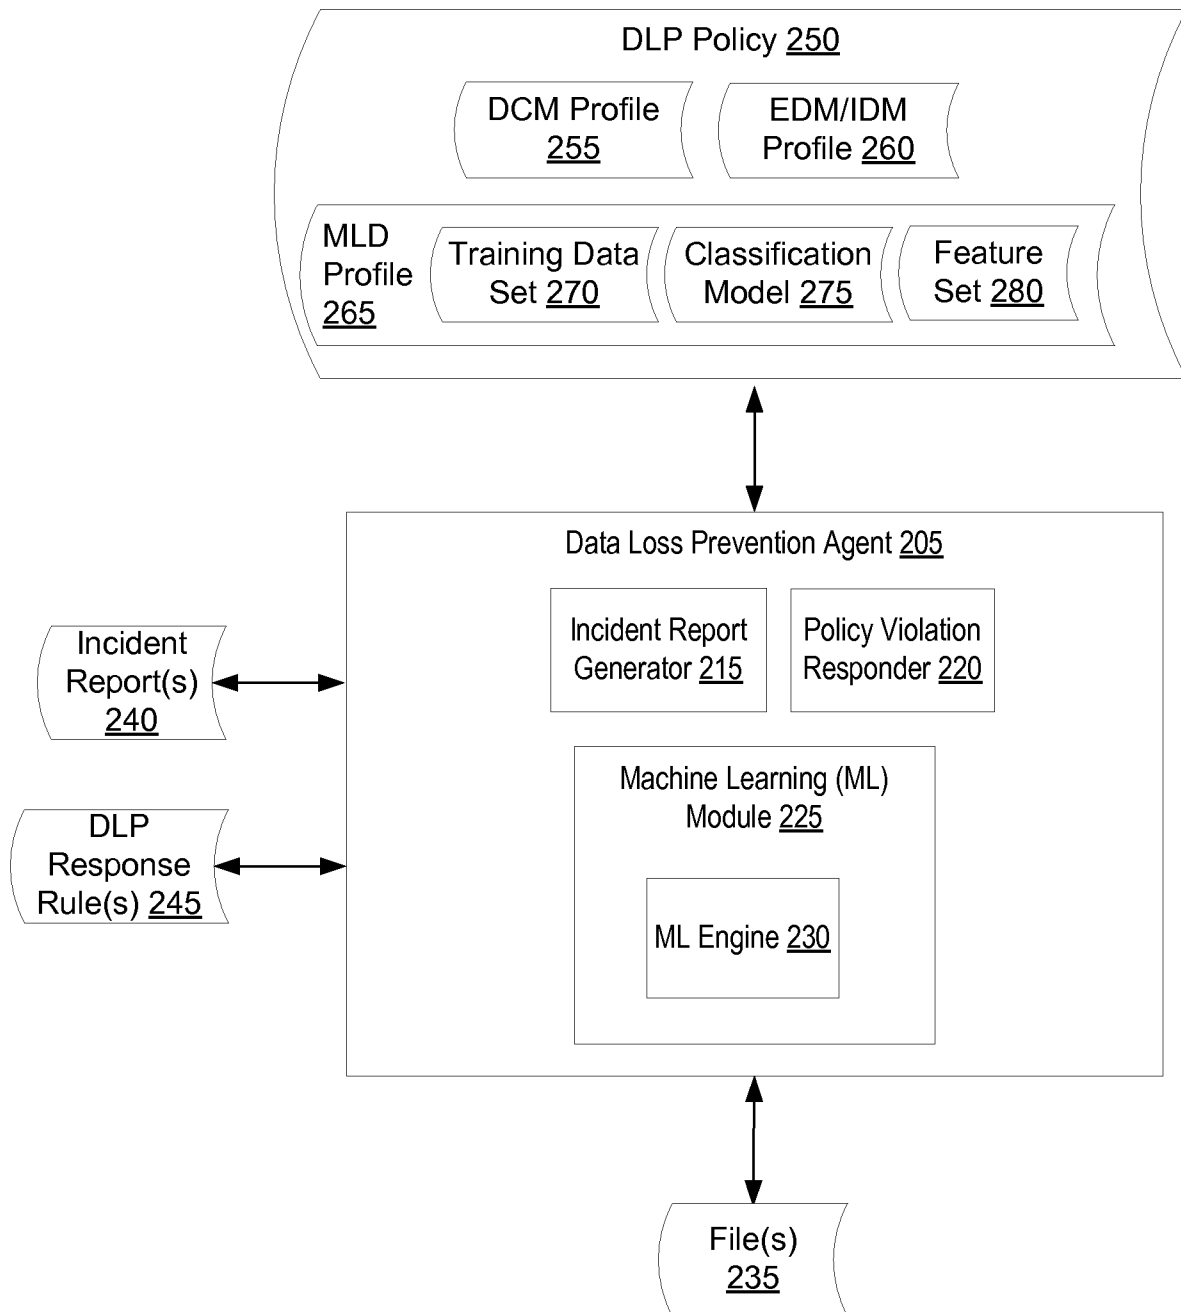 DLP Policy 250
DCM Profile
255
EDM/IDM
Profile 260
MLD
Profile
265
Training Data
Set 270
Classification
Model 275
Feature
Set 280
Data Loss Prevention Agent 205
Incident Report
Generator 215
Policy Violation
Responder 220
Incident
Report(s)
240
Machine Learning (ML)
Module 225
DLP
Response
Rule(s) 245
ML Engine 230
File(s)
235